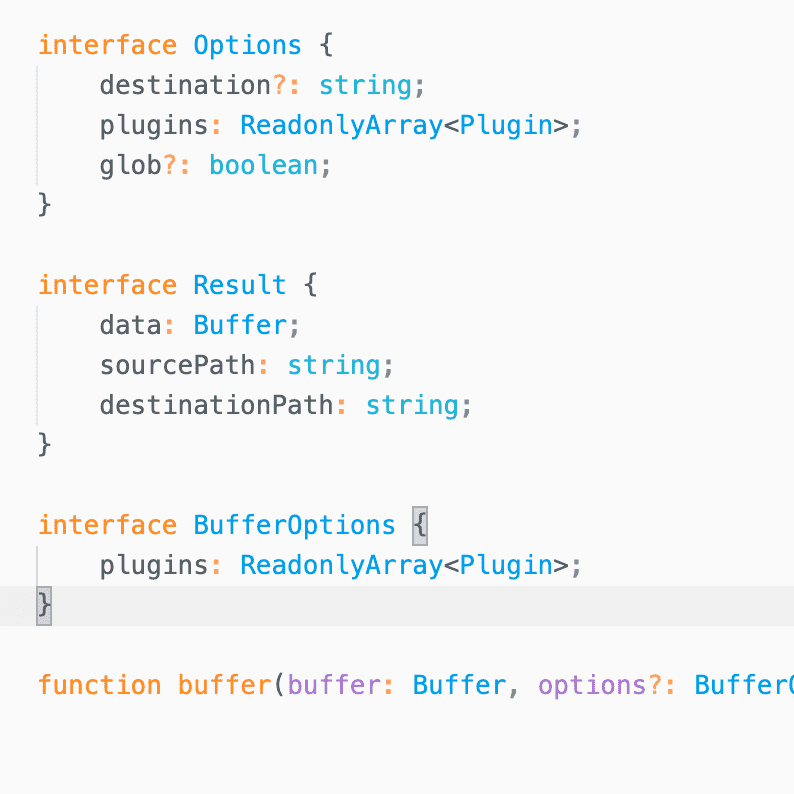 interface Options {
    destination?: string;
    plugins: ReadonlyArray<Plugin>;
    glob?: boolean;
}
interface Result {
    data: Buffer;
    sourcePath: string;
    destinationPath: string;
}
interface BufferOptions {
    plugins: ReadonlyArray<Plugin>;
}
function buffer(buffer: Buffer, options?: Buffer